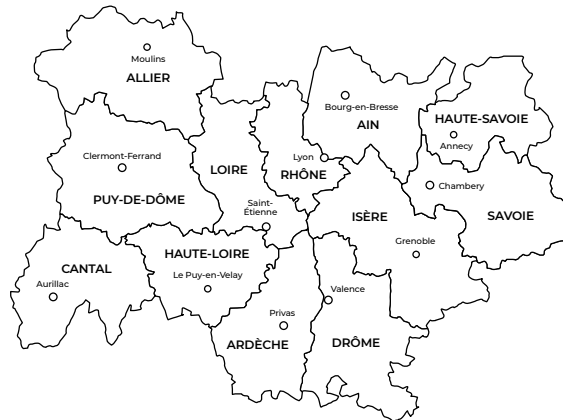 Moulins
ALLIER
Bourg-en-Bresse
AIN
HAUTE-SAVOIE
Annecy
Clermont-Ferrand
PUY-DE-DÔME
LOIRE
Lyon
RHÔNE
Chambery
SAVOIE
Saint-
Étienne
ISÈRE
Grenoble
CANTAL
Aurillac
HAUTE-LOIRE
Le Puy-en-Velay
Valence
Privas
ARDÈCHE
DRÔME